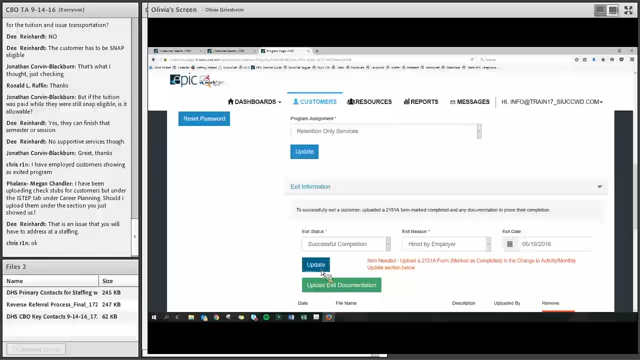 CBO TA 9-14-16 (Everyone)
for the tuition and issue transportation?
Dee Reinhardt: NO
Dee Reinhardt: The customer has to be SNAP
eligible
Jonathan Corvin-Blackburn: That's what i
thought, just checking
Ronald L. Ruffin: Thanks
Jonathan Corvin-Blackburn: But if the tuition
was paid while they were still snap eligible, is it
allowable?
Dee Reinhardt: Yes, they can finish that
semester or session
Dee Reinhardt: No supportive services though.
Jonathan Corvin-Blackburn: Great, thanks
chris r1n: I have employed customers showing
as exited program
Phalanx- Megan Chandler: I have been
uploading check stubs for customers but under
the ISTEP tab under Career Planning. Should
i upload them under the section you just
showed us!
Dee Reinhardt: That is an issue that you will
have to address at a staffing.
chris r1n: ok
Files 2
DHS Primary Contacts for Staffing w 245 KB
Reverse Referral Process_Final_ 172 KB
DHS CBO Key Contacts 9-14-16_17. 62 KB
Olivia's Screen - Olivia Griesheim
epic
DASHBOARDS
CUSTOMERS
RESOURCES
REPORTS
MESSAGES
HI, INFO@TRAIN17_SIUCCWD.COM
Reset Password
Program Assignment *
Retention Only Services
Update
Exit Information
To successfully exit a customer, uploaded a 2151A form marked completed and any documentation to prove their completion.
Exit Status *
Exit Reason *
Exit Date
Successful Completion
Hired by Employer
05/19/2016
Update
Item Needed - Upload a 2151A Form (Marked as Completed) in the Change in Activity/Monthly
Update section below
Upload Exit Documentation
Date
File Name
Description
Uploaded By
Remove